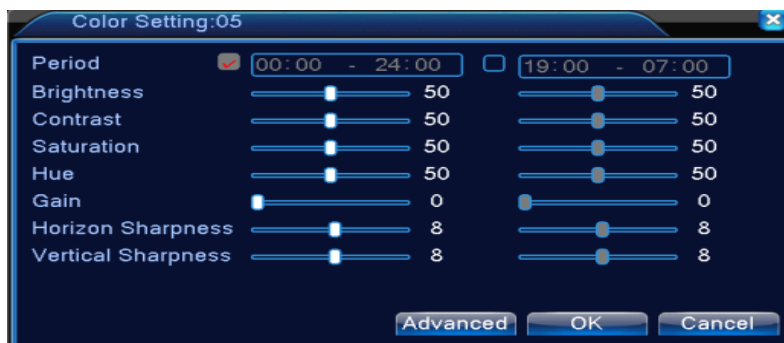 Color Setting:05
Period 00:00 - 24:00 19:00 - 07:00
Brightness 50 50
Contrast 50 50
Saturation 50 50
Hue 50 50
Gain 0 0
Horizon Sharpness 8 8
Vertical Sharpness 8 8
Advanced OK Cancel